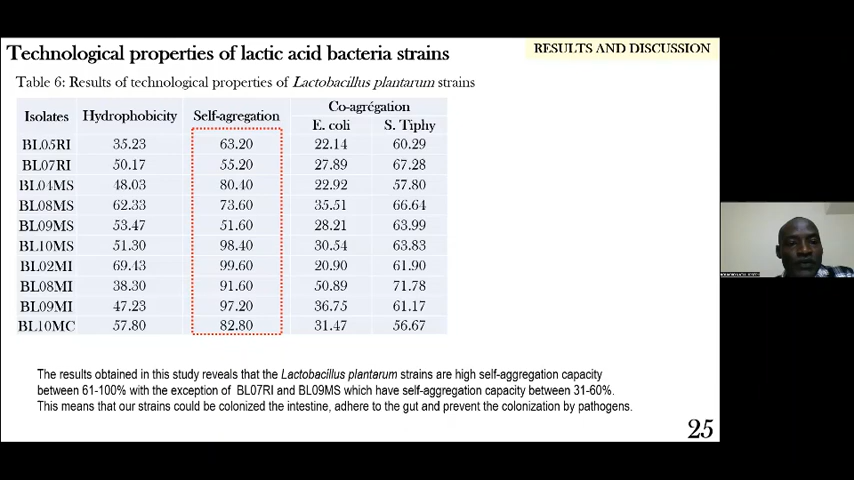 Technological properties of lactic acid bacteria strains
RESULTS AND DISCUSSION
Table 6: Results of technological properties of Lactobacillus plantarum strains
Isolates Hydrophobicity Self-agregation Co-agrégation
E. coli S. Tiphy
BL05RI 35.23 63.20 22.14 60.29
BL07RI 50.17 55.20 27.89 67.28
BL04MS 48.03 80.40 22.92 57.80
BL08MS 62.33 73.60 35.51 66.64
BL09MS 53.47 51.60 28.21 63.99
BL10MS 51.30 98.40 30.54 63.83
BL02MI 69.43 99.60 20.90 61.90
BL08MI 38.30 91.60 50.89 71.78
BL09MI 47.23 97.20 36.75 61.17
BL10MC 57.80 82.80 31.47 56.67
The results obtained in this study reveals that the Lactobacillus plantarum strains are high self-aggregation capacity
between 61-100% with the exception of BL07RI and BL09MS which have self-aggregation capacity between 31-60%.
This means that our strains could be colonized the intestine, adhere to the gut and prevent the colonization by pathogens.
25